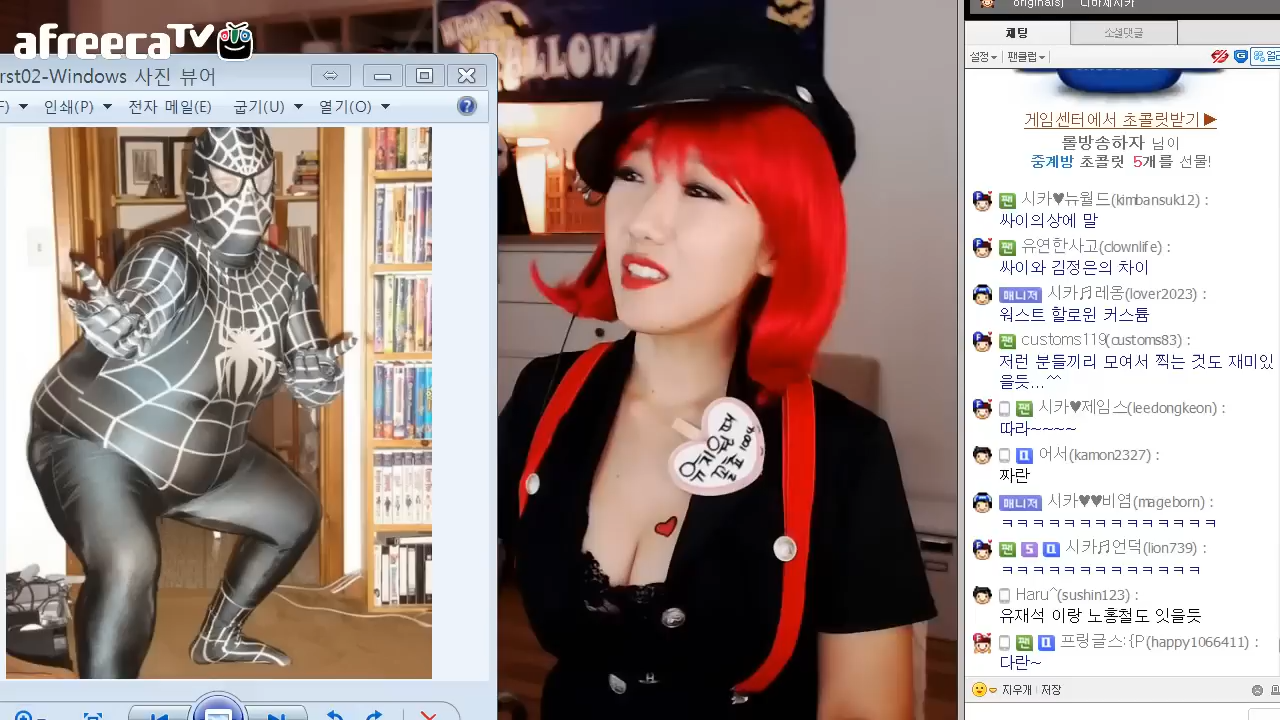 afreecaTV
rst02-Windows 사진 뷰어
F) 인쇄(P) 전자 메일(E) 굽기(U) 열기(O)
originals) 니바쎄시카
채팅 소셜댓글
설정 팬클럽
게임센터에서 초콜릿받기▶
롤방송하자 님이
중계방 초콜릿 5개를 선물!
팬 시카♥뉴월드(kimbansuk12) :
싸이의상에 말
팬 유연한사고(clownlife) :
싸이와 김정은의 차이
매니저 시카♬레몽(lover2023) :
워스트 할로윈 커스튬
팬 customs119(customs83) :
저런 분들끼리 모여서 찍는 것도 재미있
을듯...^^
팬 시카♥제임스(leedongkeon) :
따라~~~~
어서(kamon2327) :
짜란
매니저 시카♥♥비염(mageborn) :
ㅋㅋㅋㅋㅋㅋㅋㅋㅋㅋㅋㅋㅋㅋ
팬 S 시카♬언덕(lion739) :
ㅋㅋㅋㅋㅋㅋㅋㅋㅋㅋㅋㅋㅋ
Haru^(sushin123) :
유재석 이랑 노홍철도 잇을듯
팬 프링글스:{P(happy1066411) :
다란~
지우개 저장